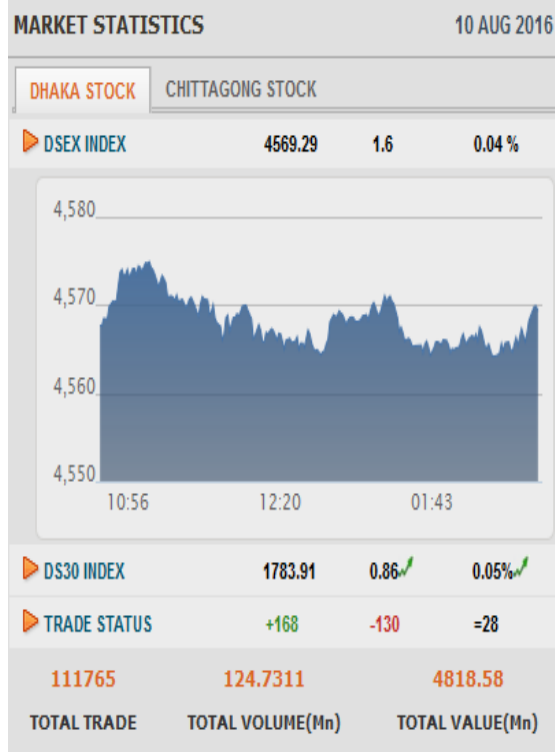 MARKET STATISTICS 10 AUG 2016
DHAKA STOCK CHITTAGONG STOCK
DSEX INDEX 4569.29 1.6 0.04 %
4,580
4,570
4,560
4,550
10:56 12:20 01:43
DS30 INDEX 1783.91 0.86 0.05%
TRADE STATUS +168 -130 =28
111765 124.7311 4818.58
TOTAL TRADE TOTAL VOLUME(Mn) TOTAL VALUE(Mn)